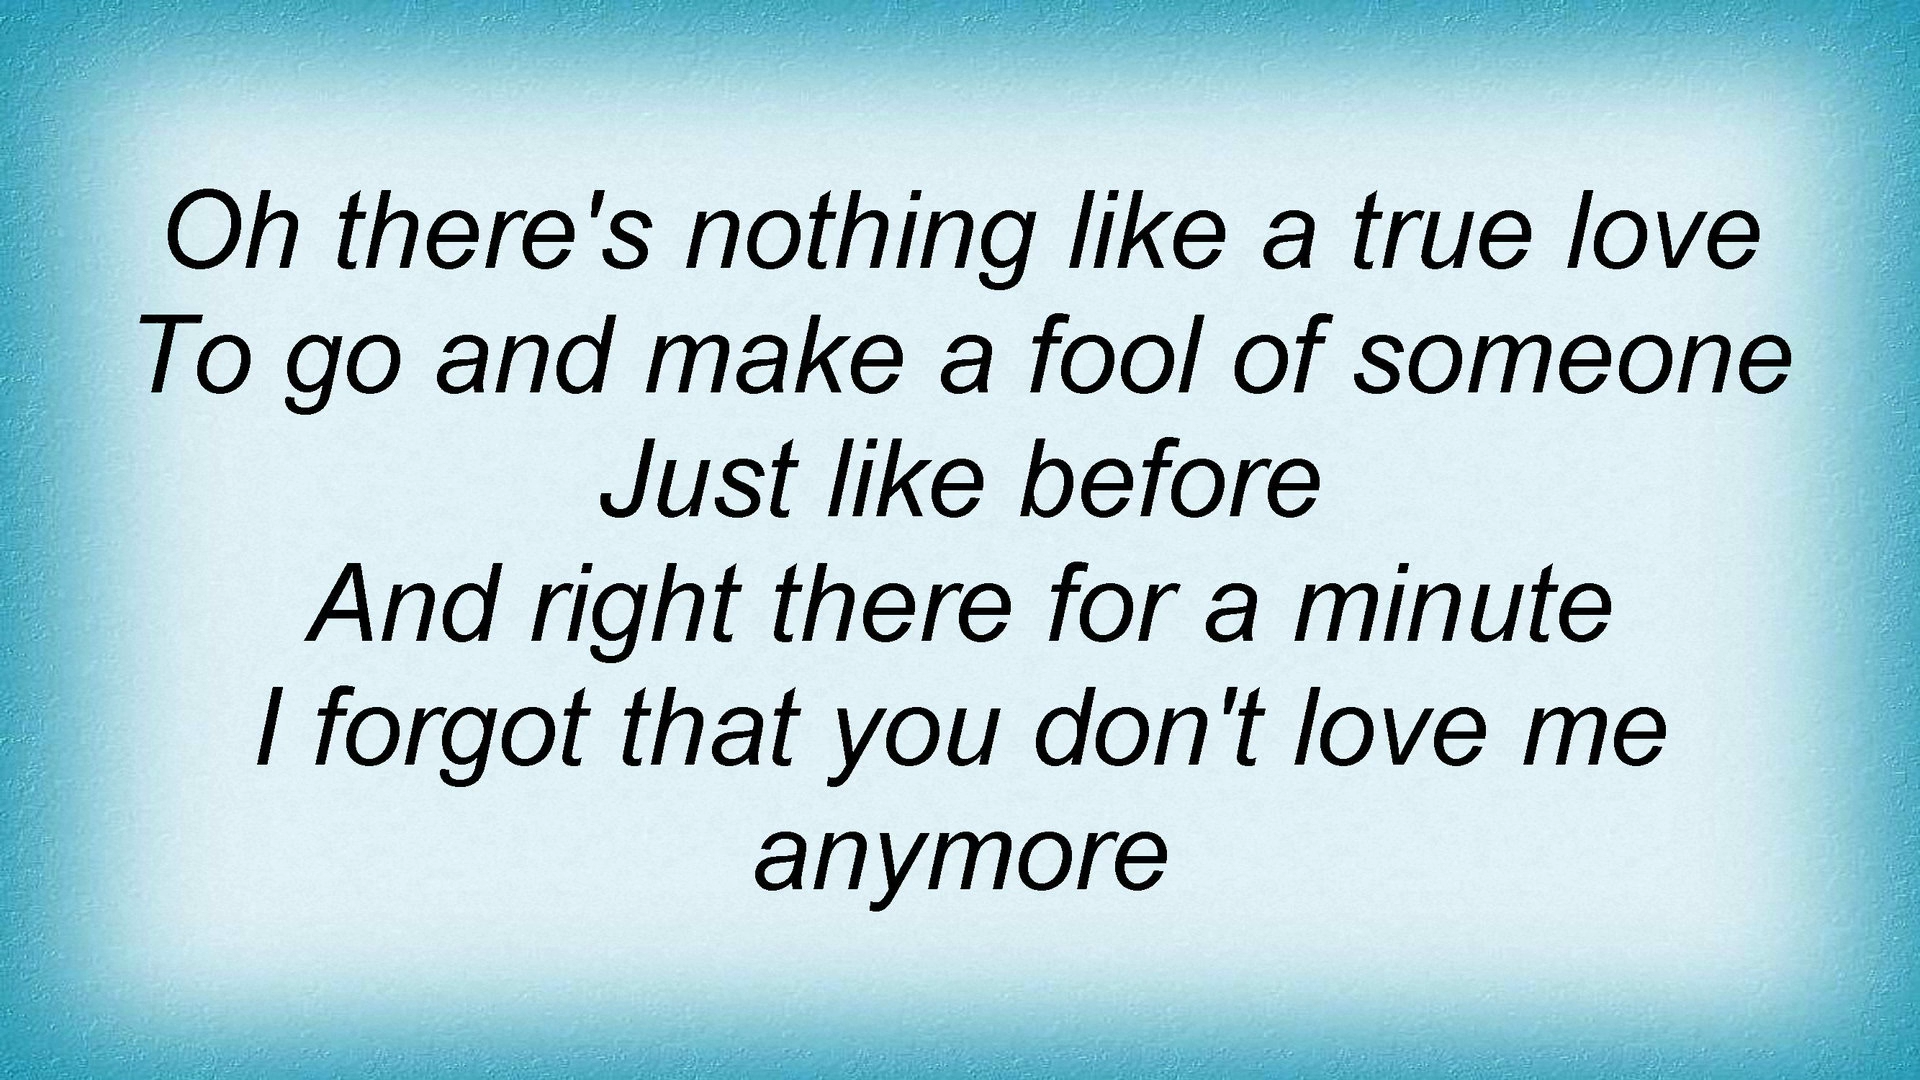 Oh there's nothing like a true love
To go and make a fool of someone
Just like before
And right there for a minute
I forgot that you don't love me
anymore